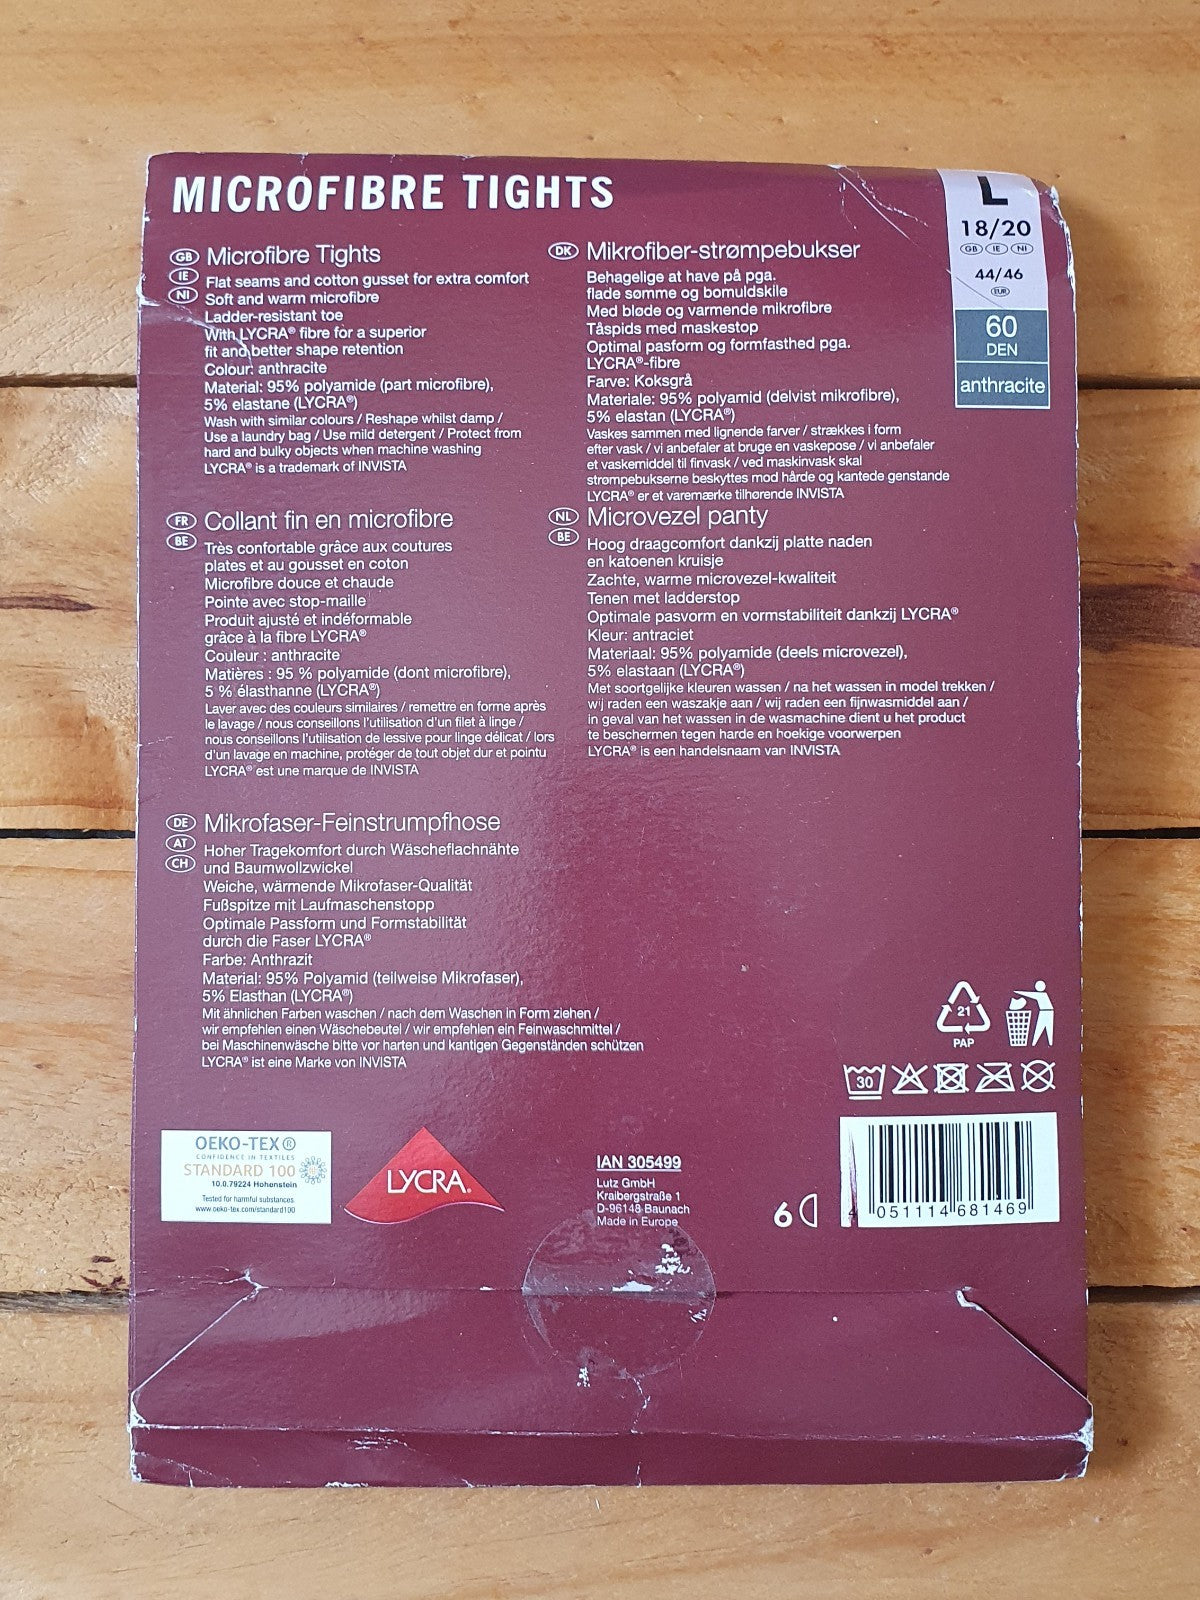 MICROFIBRE TIGHTS
L
18/20
GB IE NI
44/46
EUR
60
DEN
anthracite
GB
IE
NI
Microfibre Tights
Flat seams and cotton gusset for extra comfort
Soft and warm microfibre
Ladder-resistant toe
With LYCRA® fibre for a superior
fit and better shape retention
Colour: anthracite
Material: 95% polyamide (part microfibre),
5% elastane (LYCRA®)
Wash with similar colours / Reshape whilst damp /
Use a laundry bag / Use mild detergent / Protect from
hard and bulky objects when machine washing
LYCRA® is a trademark of INVISTA
DK
Mikrofiber-strømpebukser
Behagelige at have på pga.
flade sømme og bomuldskile
Med bløde og varmende mikrofibre
Tåspids med maskestop
Optimal pasform og formfasthed pga.
LYCRA®-fibre
Farve: Koksgrå
Materiale: 95% polyamid (delvist mikrofibre),
5% elastan (LYCRA®)
Vaskes sammen med lignende farver / strækkes i form
efter vask / vi anbefaler at bruge en vaskepose / vi anbefaler
et vaskemiddel til finvask / ved maskinvask skal
strømpebukserne beskyttes mod hårde og kantede genstande
LYCRA® er et varemærke tilhørende INVISTA
FR
BE
Collant fin en microfibre
Très confortable grâce aux coutures
plates et au gousset en coton
Microfibre douce et chaude
Pointe avec stop-maille
Produit ajusté et indéformable
grâce à la fibre LYCRA®
Couleur : anthracite
Matières : 95 % polyamide (dont microfibre),
5 % élasthanne (LYCRA®)
Laver avec des couleurs similaires / remettre en forme après
le lavage / nous conseillons l'utilisation d'un filet à linge /
nous conseillons l'utilisation de lessive pour linge délicat / lors
d'un lavage en machine, protéger de tout objet dur et pointu
LYCRA® est une marque de INVISTA
NL
BE
Microvezel panty
Hoog draagcomfort dankzij platte naden
en katoenen kruisje
Zachte, warme microvezel-kwaliteit
Tenen met ladderstop
Optimale pasvorm en vormstabiliteit dankzij LYCRA®
Kleur: antraciet
Materiaal: 95% polyamide (deels microvezel),
5% elastaan (LYCRA®)
Met soortgelijke kleuren wassen / na het wassen in model trekken /
wij raden een waszakje aan / wij raden een fijnwasmiddel aan /
in geval van het wassen in de wasmachine dient u het product
te beschermen tegen harde en hoekige voorwerpen
LYCRA® is een handelsnaam van INVISTA
DE
AT
CH
Mikrofaser-Feinstrumpfhose
Hoher Tragekomfort durch Wäscheflachnähte
und Baumwollzwickel
Weiche, wärmende Mikrofaser-Qualität
Fußspitze mit Laufmaschenstopp
Optimale Passform und Formstabilität
durch die Faser LYCRA®
Farbe: Anthrazit
Material: 95% Polyamid (teilweise Mikrofaser),
5% Elasthan (LYCRA®)
Mit ähnlichen Farben waschen / nach dem Waschen in Form ziehen /
wir empfehlen einen Wäschebeutel / wir empfehlen ein Feinwaschmittel /
bei Maschinenwäsche bitte vor harten und kantigen Gegenständen schützen
LYCRA® ist eine Marke von INVISTA
21
PAP
30
OEKO-TEX®
CONFIDENCE IN TEXTILES
STANDARD 100
10.0.79224 Hohenstein
Tested for harmful substances
www.oeko-tex.com/standard100
LYCRA®
IAN 305499
Lutz GmbH
Kraibergstraße 1
D-96148 Baunach
Made in Europe
6
4 051114 681469